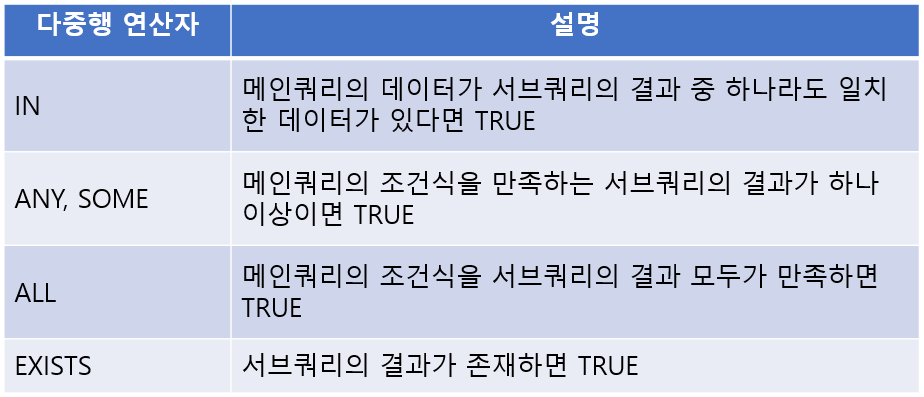 다중행 연산자
설명
IN
메인쿼리의 데이터가 서브쿼리의 결과 중 하나라도 일치
한 데이터가 있다면 TRUE
ANY, SOME
메인쿼리의 조건식을 만족하는 서브쿼리의 결과가 하나
이상이면 TRUE
ALL
메인쿼리의 조건식을 서브쿼리의 결과 모두가 만족하면
TRUE
EXISTS
서브쿼리의 결과가 존재하면 TRUE